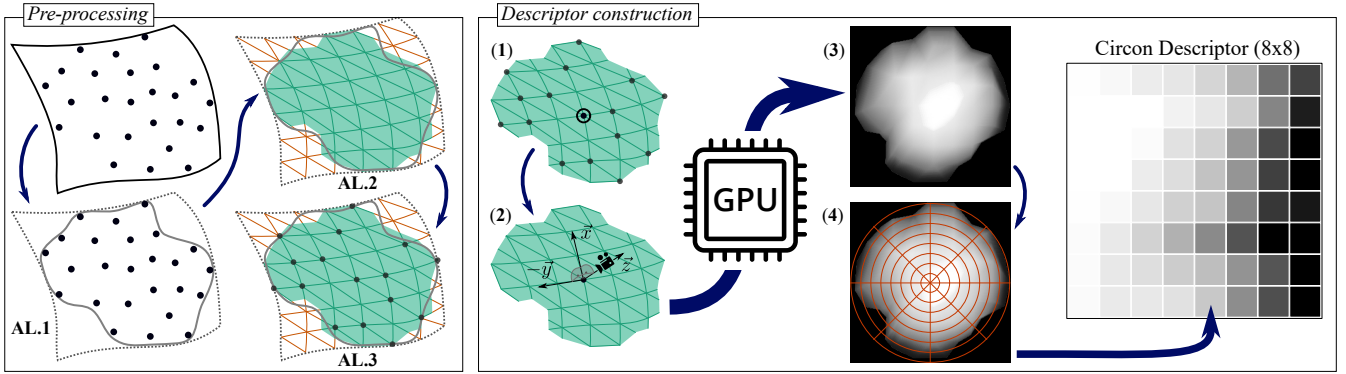 Pre-processing
AL.1
AL.2
AL.3
Descriptor construction
(1)
(2)
x⃗
−y⃗
z⃗
GPU
(3)
(4)
Circon Descriptor (8x8)